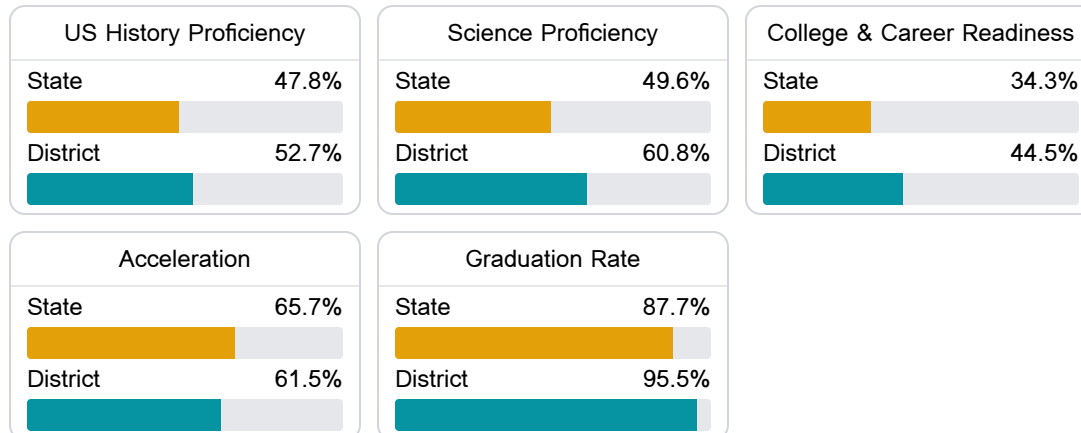 US History Proficiency
State 47.8%
District 52.7%
Science Proficiency
State 49.6%
District 60.8%
College & Career Readiness
State 34.3%
District 44.5%
Acceleration
State 65.7%
District 61.5%
Graduation Rate
State 87.7%
District 95.5%